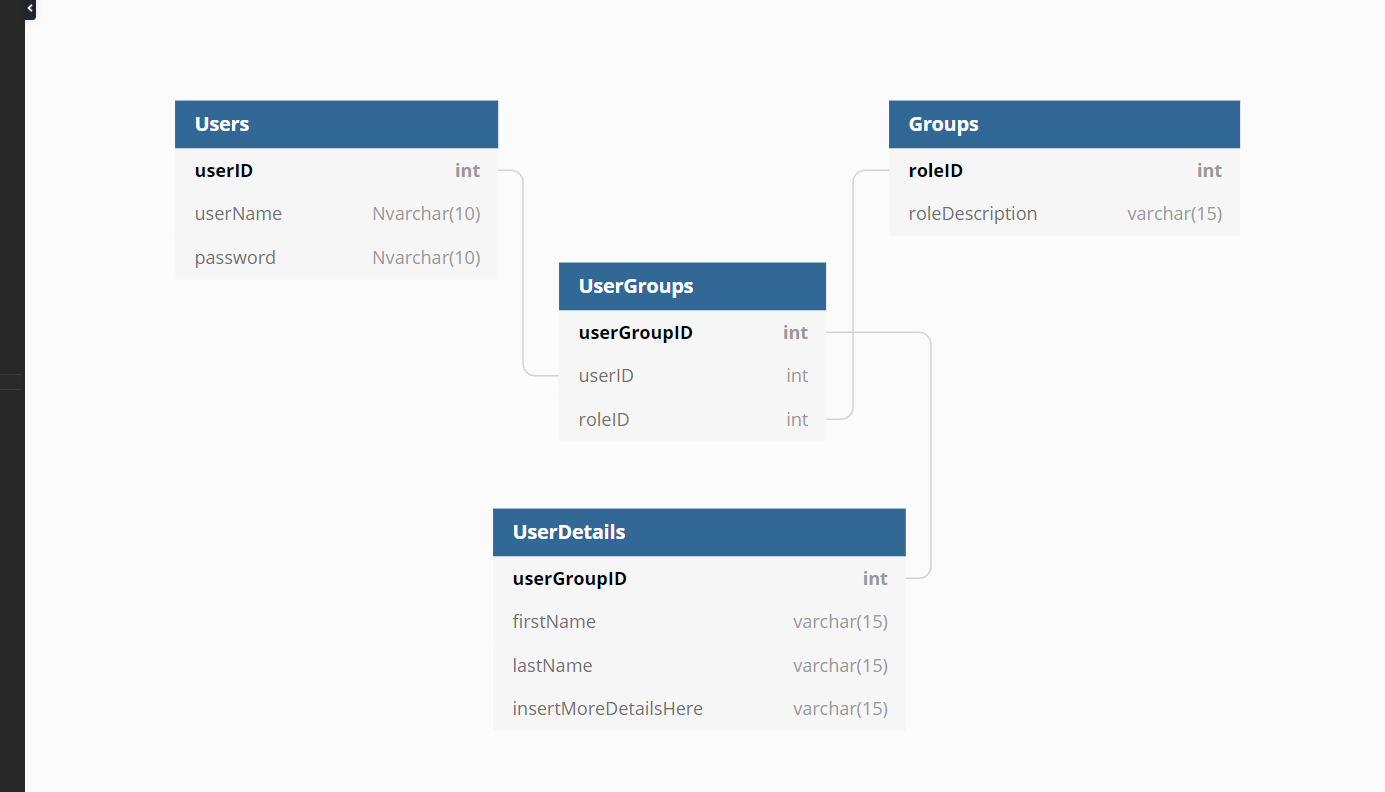 Users
userID int
userName Nvarchar(10)
password Nvarchar(10)
Groups
roleID int
roleDescription varchar(15)
UserGroups
userGroupID int
userID int
roleID int
UserDetails
userGroupID int
firstName varchar(15)
lastName varchar(15)
insertMoreDetailsHere varchar(15)